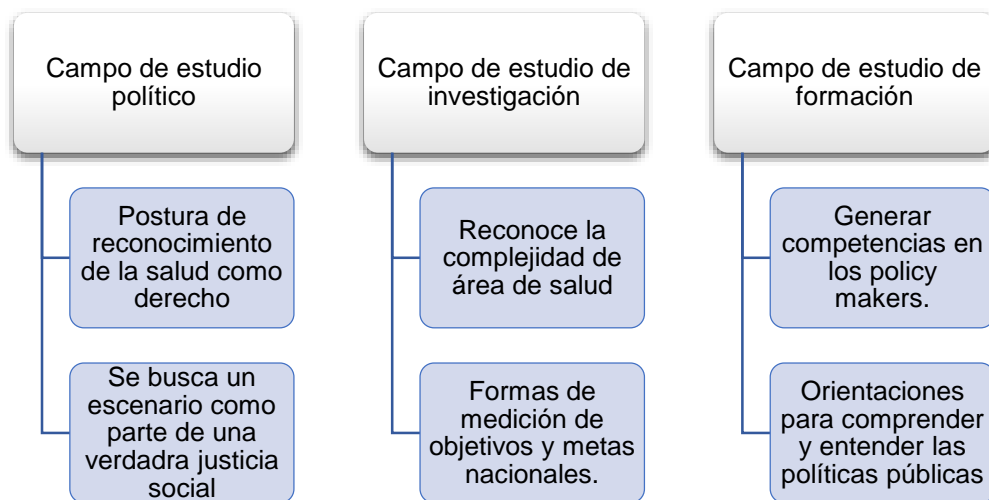 Campo de estudio
político
Postura de
reconocimiento
de la salud como
derecho
Se busca un
escenario como
parte de una
verdadra justicia
social
Campo de estudio de
investigación
Reconoce la
complejidad de
área de salud
Formas de
medición de
objetivos y metas
nacionales.
Campo de estudio de
formación
Generar
competencias en
los policy
makers.
Orientaciones
para comprender
y entender las
políticas públicas